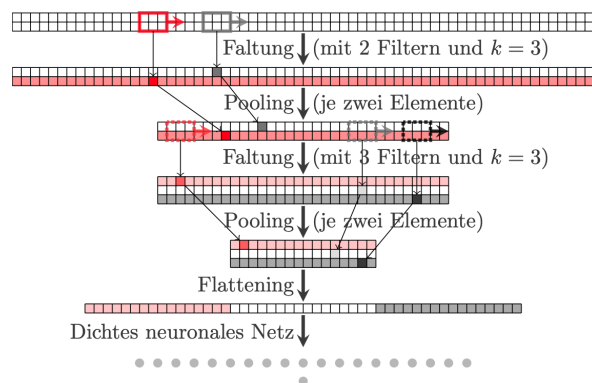 Faltung (mit 2 Filtern und k = 3)
Pooling (je zwei Elemente)
Faltung (mit 3 Filtern und k = 3)
Pooling (je zwei Elemente)
Flattening
Dichtes neuronales Netz